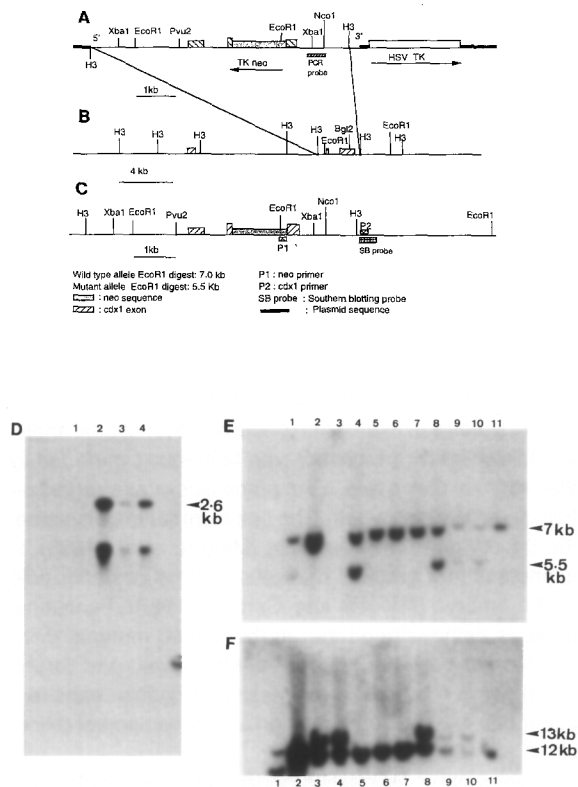 A
5' Xba1 EcoR1 Pvu2 EcoR1 Xba1 Nco1 H3 3'
H3 TK neo PCR probe HSV TK
1kb
B
H3 H3 H3 H3 H3 EcoR1 Bgl2 H3 EcoR1 H3
4 kb
C
H3 Xba1 EcoR1 Pvu2 EcoR1 Xba1 Nco1 H3 EcoR1
P2
1kb P1 SB probe
Wild type allele EcoR1 digest: 7.0 kb
Mutant allele EcoR1 digest: 5.5 Kb
: neo sequence
: cdx1 exon
P1 : neo primer
P2 : cdx1 primer
SB probe : Southern blotting probe
: Plasmid sequence
D
1 2 3 4
2·6 kb
E
1 2 3 4 5 6 7 8 9 10 11
7kb
5·5 kb
F
13kb
12kb
1 2 3 4 5 6 7 8 9 10 11